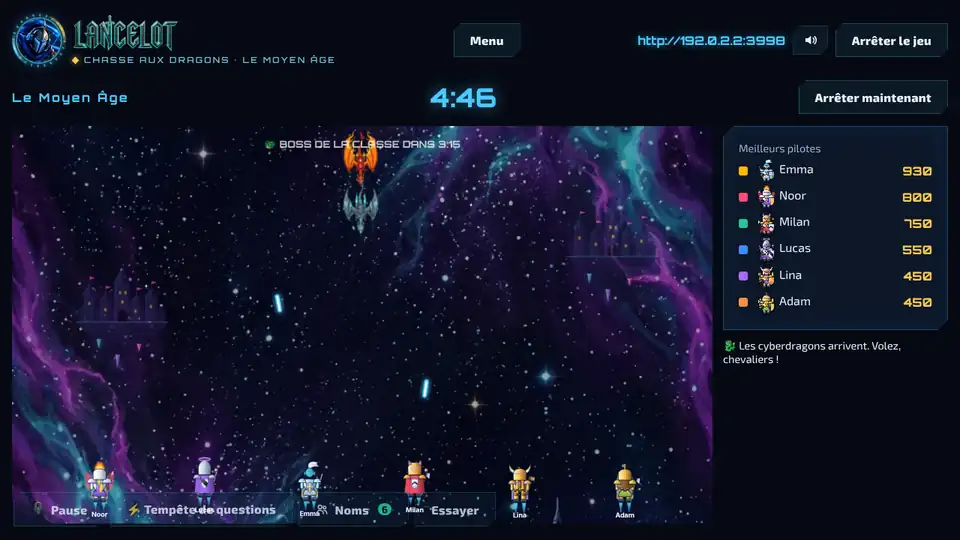 LANCELOT
CHASSE AUX DRAGONS · LE MOYEN ÂGE
Menu
http://192.0.2.2:3998
Arrêter le jeu
Le Moyen Âge
4:46
Arrêter maintenant
BOSS DE LA CLASSE DANS 3:15
Meilleurs pilotes
Emma 930
Noor 800
Milan 750
Lucas 550
Lina 450
Adam 450
Les cyberdragons arrivent. Volez,
chevaliers !
Pause
Tempête de questions
Noms 6
Essayer
Noor
Emma
Milan
Lina
Adam